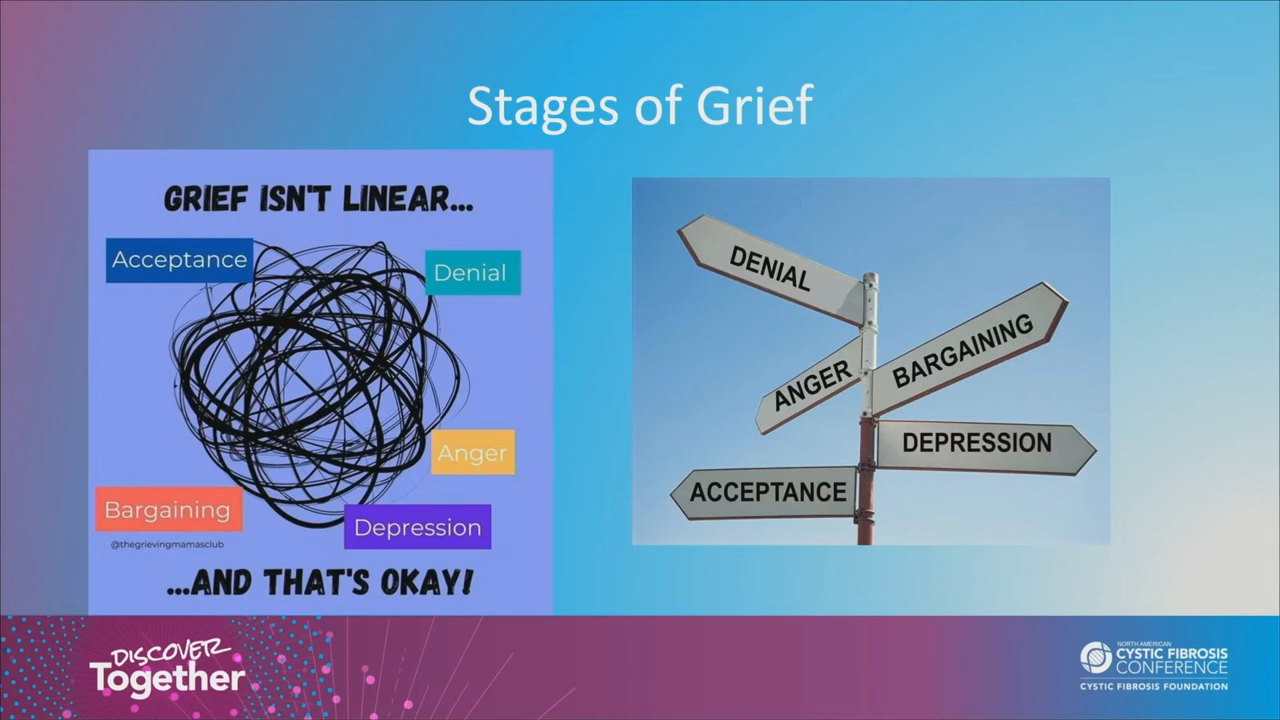 Stages of Grief
GRIEF ISN'T LINEAR...
Acceptance
Denial
Anger
Bargaining
Depression
@thegrievingmamasclub
...AND THAT'S OKAY!
DENIAL
ANGER
BARGAINING
DEPRESSION
ACCEPTANCE
DISCOVER
Together
NORTH AMERICAN
CYSTIC FIBROSIS
CONFERENCE
CYSTIC FIBROSIS FOUNDATION